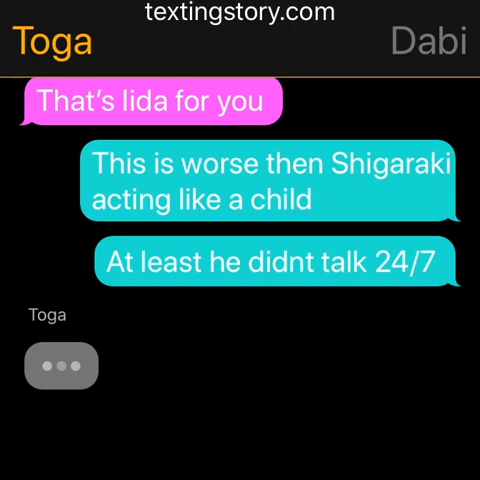 textingstory.com
Toga
Dabi
That's Iida for you
This is worse then Shigaraki
acting like a child
At least he didnt talk 24/7
Toga